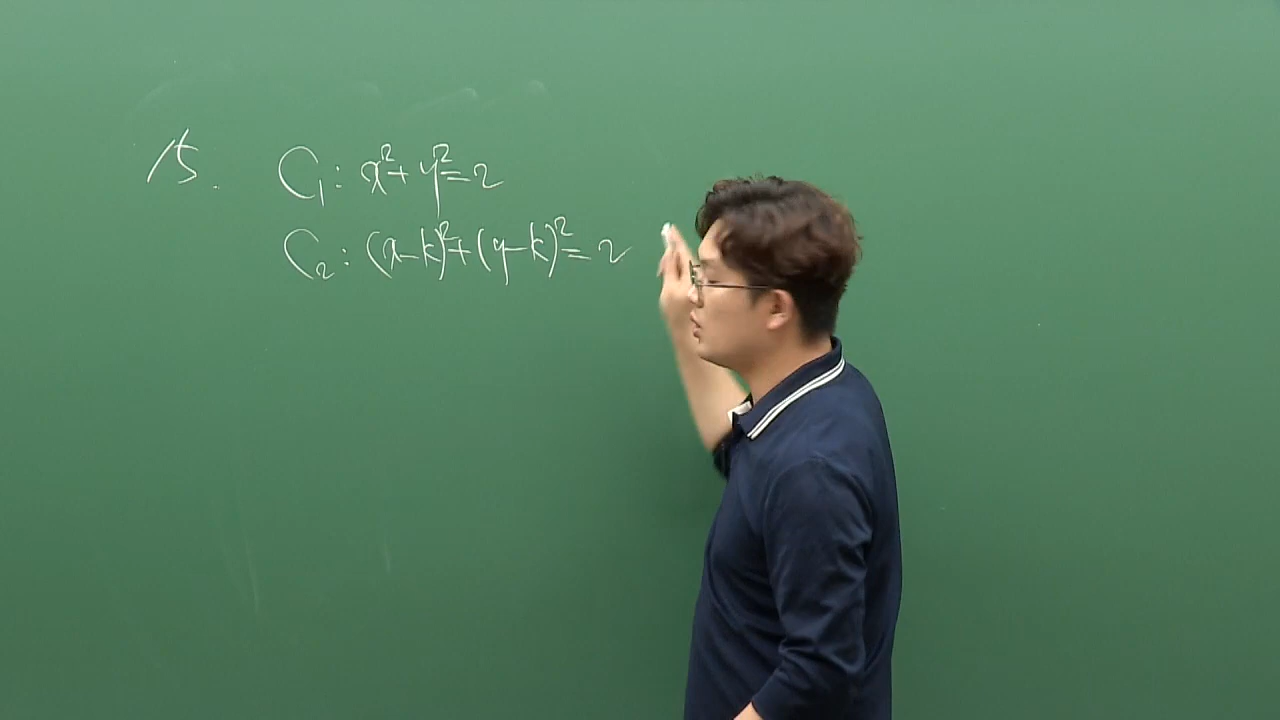 15. C₁: x²+y²=2
C₂: (x-k)²+(y-k)²=2